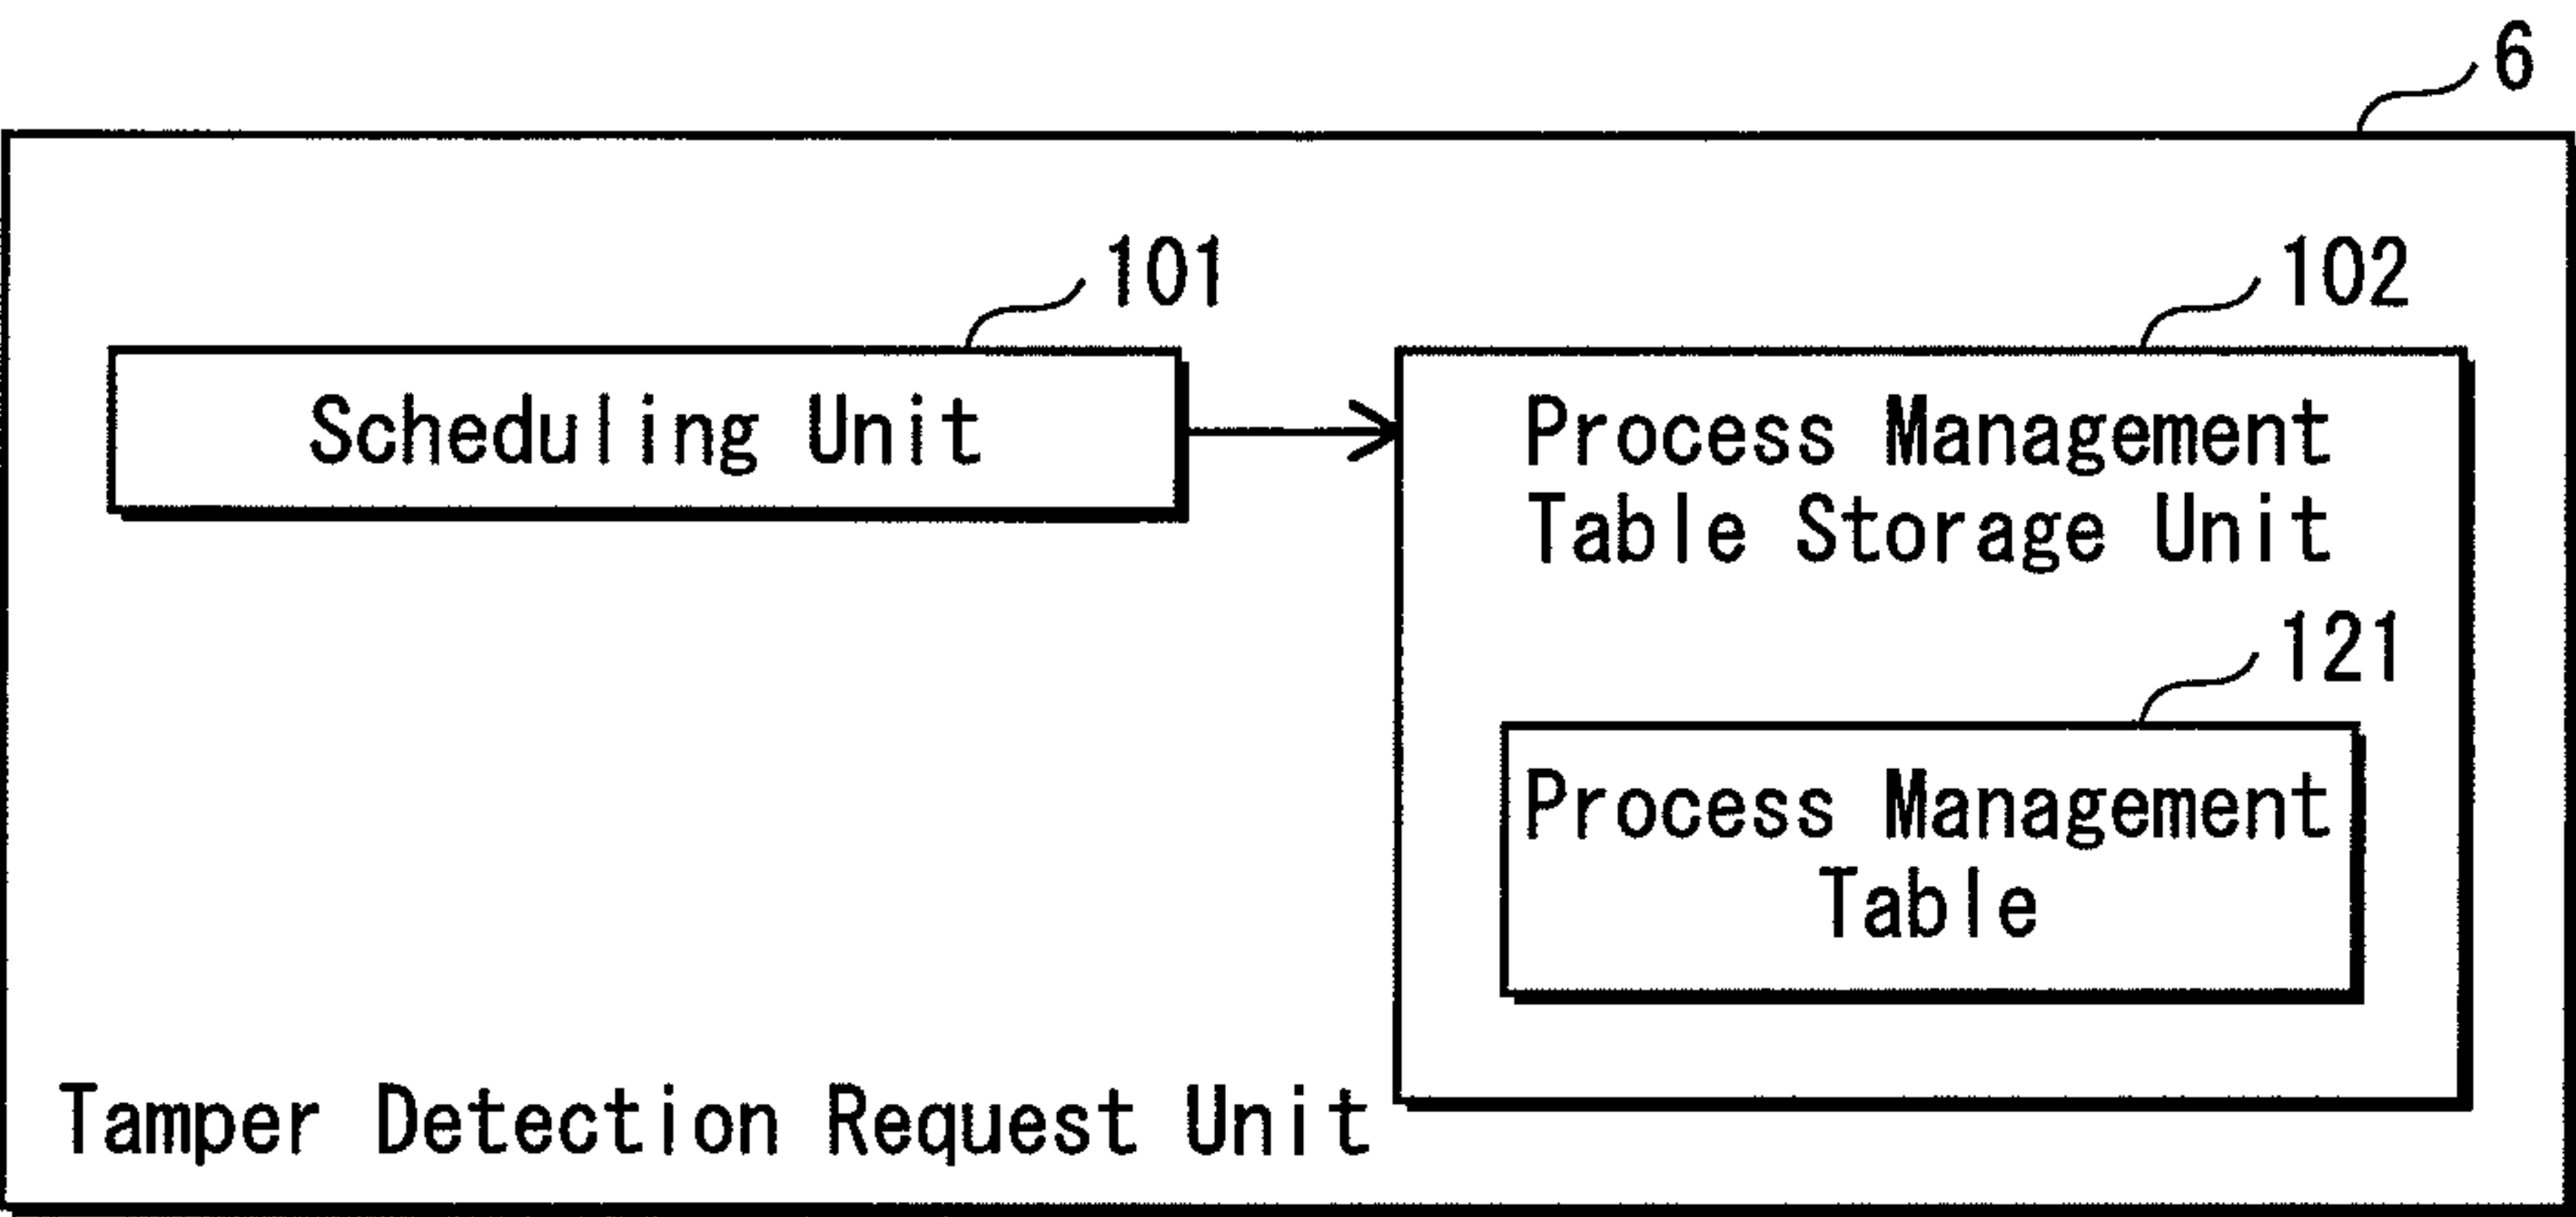 6
101
102
Scheduling Unit
Process Management
Table Storage Unit
121
Process Management
Table
Tamper Detection Request Unit